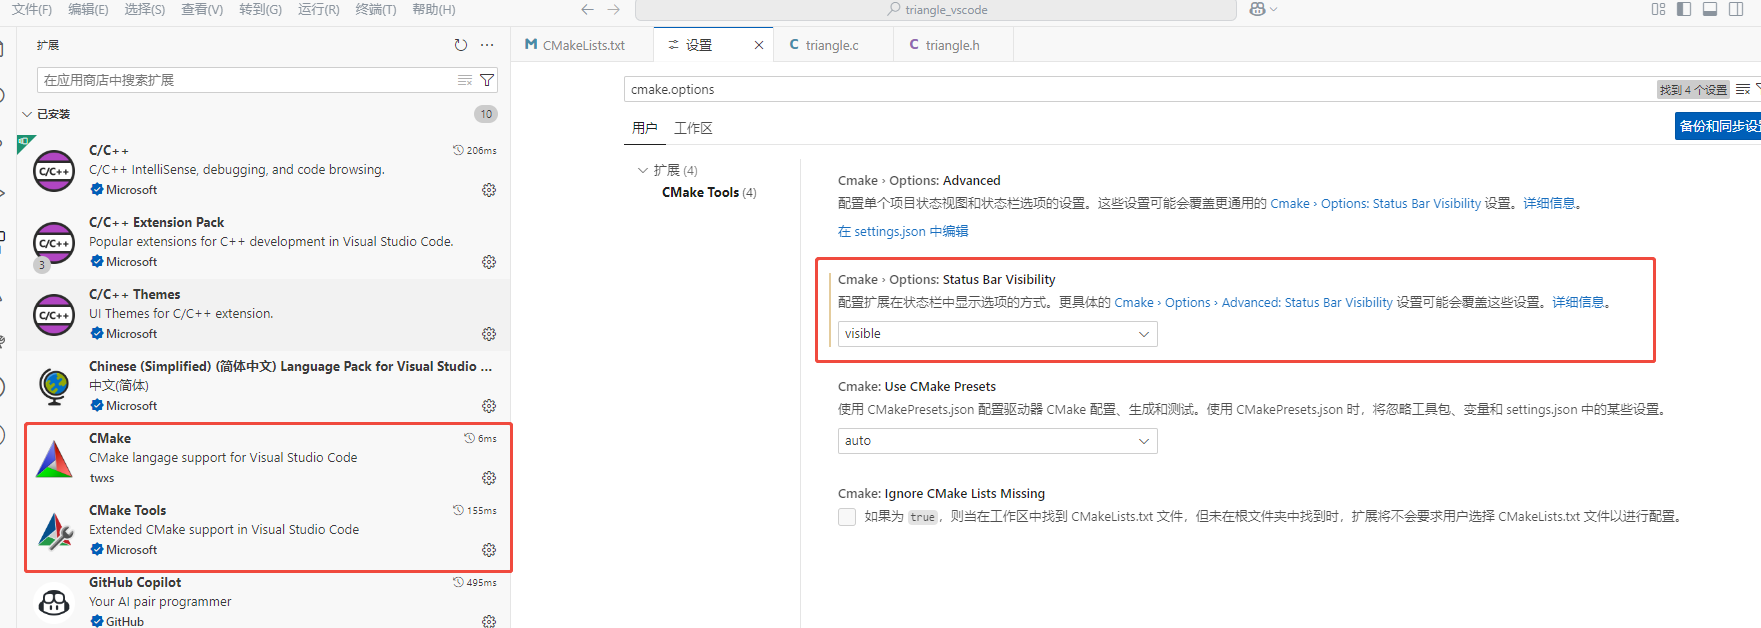 文件(F) 编辑(E) 选择(S) 查看(V) 转到(G) 运行(R) 终端(T) 帮助(H)
triangle_vscode
扩展
在应用商店中搜索扩展
已安装
10
C/C++
206ms
C/C++ IntelliSense, debugging, and code browsing.
Microsoft
C/C++ Extension Pack
Popular extensions for C++ development in Visual Studio Code.
Microsoft
3
C/C++ Themes
UI Themes for C/C++ extension.
Microsoft
Chinese (Simplified) (简体中文) Language Pack for Visual Studio ...
中文(简体)
Microsoft
CMake
6ms
CMake langage support for Visual Studio Code
twxs
CMake Tools
155ms
Extended CMake support in Visual Studio Code
Microsoft
GitHub Copilot
495ms
Your AI pair programmer
GitHub
C/C++
C/C++
C/C++
M CMakeLists.txt
设置
C triangle.c
C triangle.h
cmake.options
找到 4 个设置
用户 工作区
备份和同步设
扩展 (4)
CMake Tools (4)
Cmake › Options: Advanced
配置单个项目状态视图和状态栏选项的设置。这些设置可能会覆盖更通用的 Cmake › Options: Status Bar Visibility 设置。详细信息。
在 settings.json 中编辑
Cmake › Options: Status Bar Visibility
配置扩展在状态栏中显示选项的方式。更具体的 Cmake › Options › Advanced: Status Bar Visibility 设置可能会覆盖这些设置。详细信息。
visible
Cmake: Use CMake Presets
使用 CMakePresets.json 配置驱动器 CMake 配置、生成和测试。使用 CMakePresets.json 时，将忽略工具包、变量和 settings.json 中的某些设置。
auto
Cmake: Ignore CMake Lists Missing
如果为 true，则当在工作区中找到 CMakeLists.txt 文件，但未在根文件夹中找到时，扩展将不会要求用户选择 CMakeLists.txt 文件以进行配置。